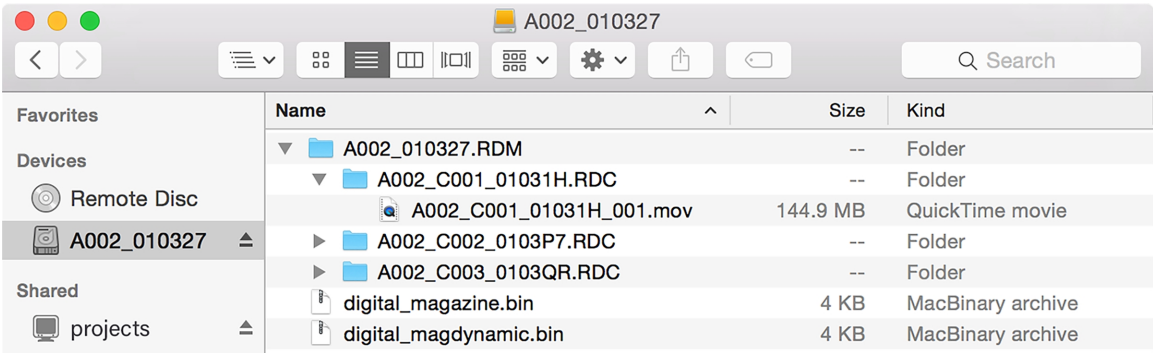 A002_010327
Search
Favorites
Devices
Remote Disc
A002_010327
Shared
projects
Name Size Kind
A002_010327.RDM -- Folder
A002_C001_01031H.RDC -- Folder
A002_C001_01031H_001.mov 144.9 MB QuickTime movie
A002_C002_0103P7.RDC -- Folder
A002_C003_0103QR.RDC -- Folder
digital_magazine.bin 4 KB MacBinary archive
digital_magdynamic.bin 4 KB MacBinary archive